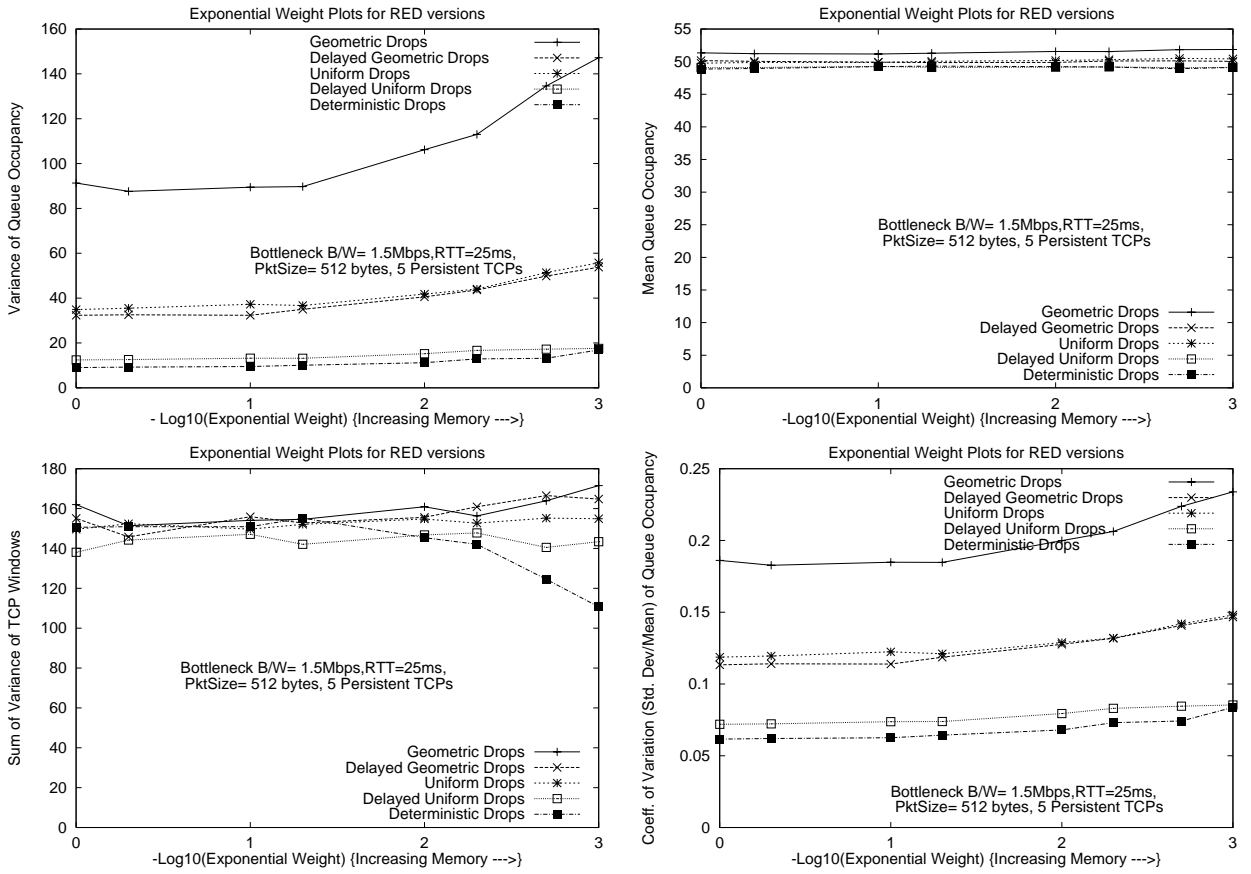 Exponential Weight Plots for RED versions
Variance of Queue Occupancy
160
140
120
100
80
60
40
20
0
Geometric Drops
Delayed Geometric Drops
Uniform Drops
Delayed Uniform Drops
Deterministic Drops
Bottleneck B/W= 1.5Mbps,RTT=25ms,
PktSize= 512 bytes, 5 Persistent TCPs
0 1 2 3
- Log10(Exponential Weight) {Increasing Memory --->}
Exponential Weight Plots for RED versions
Mean Queue Occupancy
55
50
45
40
35
30
25
20
15
10
5
0
Bottleneck B/W= 1.5Mbps,RTT=25ms,
PktSize= 512 bytes, 5 Persistent TCPs
Geometric Drops
Delayed Geometric Drops
Uniform Drops
Delayed Uniform Drops
Deterministic Drops
0 1 2 3
- Log10(Exponential Weight) {Increasing Memory --->}
Exponential Weight Plots for RED versions
Sum of Variance of TCP Windows
180
160
140
120
100
80
60
40
20
0
Bottleneck B/W= 1.5Mbps,RTT=25ms,
PktSize= 512 bytes, 5 Persistent TCPs
Geometric Drops
Delayed Geometric Drops
Uniform Drops
Delayed Uniform Drops
Deterministic Drops
0 1 2 3
-Log10(Exponential Weight) {Increasing Memory --->}
Exponential Weight Plots for RED versions
Coeff. of Variation (Std. Dev/Mean) of Queue Occupancy
0.25
0.2
0.15
0.1
0.05
0
Geometric Drops
Delayed Geometric Drops
Uniform Drops
Delayed Uniform Drops
Deterministic Drops
Bottleneck B/W= 1.5Mbps,RTT=25ms,
PktSize= 512 bytes, 5 Persistent TCPs
0 1 2 3
-Log10(Exponential Weight) {Increasing Memory --->}